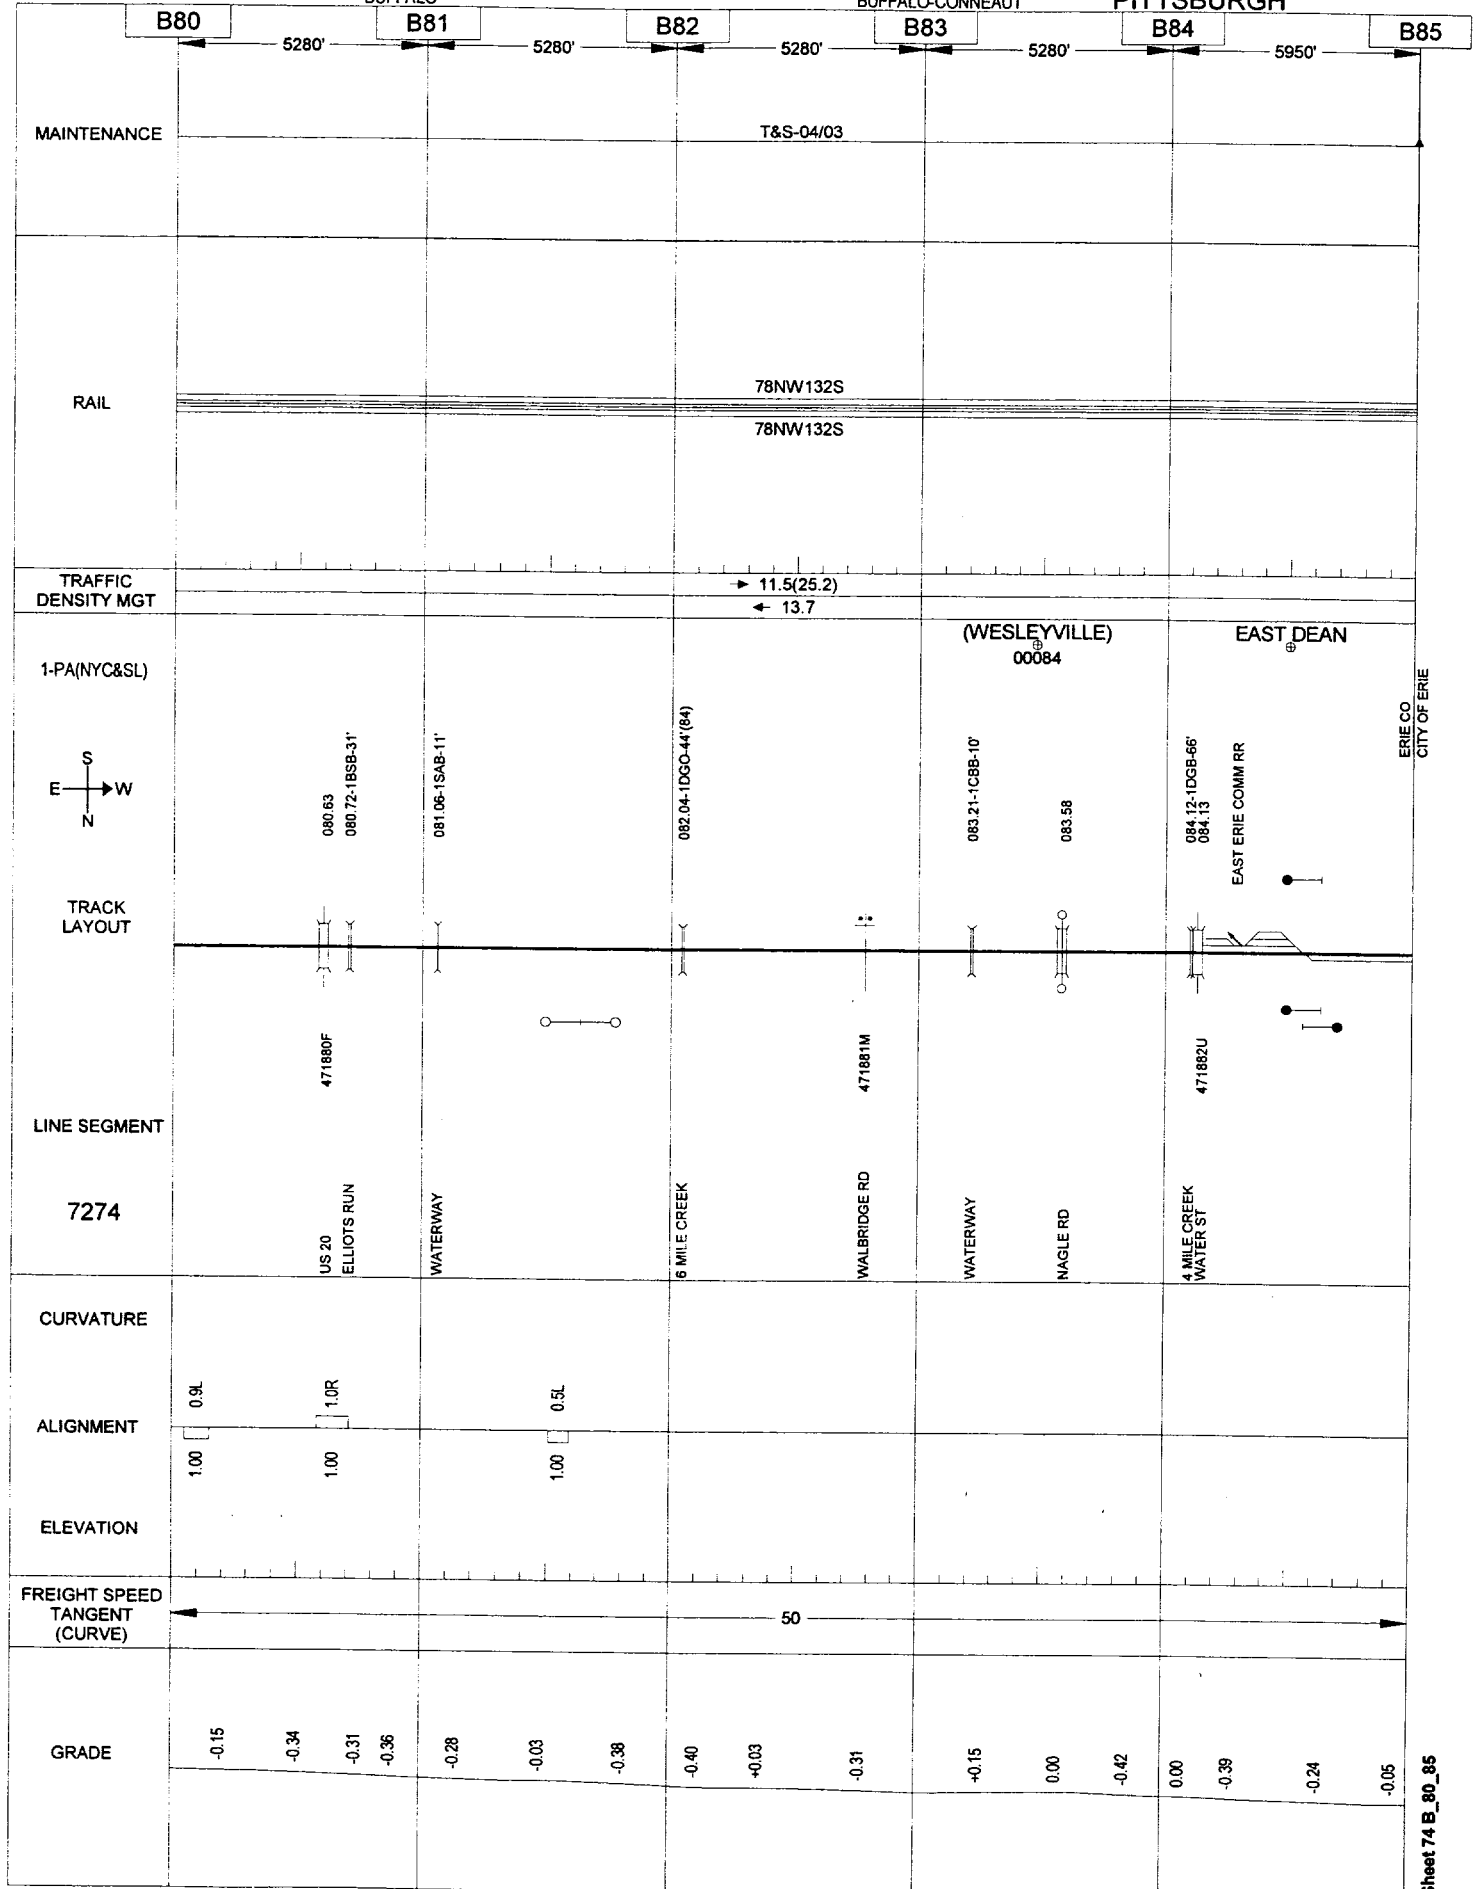 BUFFALO
BUFFALO-CONNEAUT
PITTSBURGH
B80
B81
B82
B83
B84
B85
5280'
5280'
5280'
5280'
5950'
MAINTENANCE
T&S-04/03
RAIL
78NW132S
78NW132S
TRAFFIC
DENSITY MGT
→ 11.5(25.2)
← 13.7
1-PA(NYC&SL)
(WESLEYVILLE)
00084
EAST DEAN
ERIE CO
CITY OF ERIE
S
E W
N
080.63
080.72-1BSB-31'
081.06-1SAB-11'
082.04-1DGO-44'(84)
083.21-1CBB-10'
083.58
084.12-1DGB-66'
084.13
EAST ERIE COMM RR
TRACK
LAYOUT
471880F
471881M
471882U
LINE SEGMENT
7274
US 20
ELLIOTS RUN
WATERWAY
6 MILE CREEK
WALBRIDGE RD
WATERWAY
NAGLE RD
4 MILE CREEK
WATER ST
CURVATURE
0.9L
1.0R
0.5L
ALIGNMENT
1.00
1.00
1.00
ELEVATION
FREIGHT SPEED
TANGENT
(CURVE)
50
GRADE
-0.15
-0.34
-0.31
-0.36
-0.28
-0.03
-0.38
-0.40
+0.03
-0.31
+0.15
0.00
-0.42
0.00
-0.39
-0.24
-0.05
Sheet 74 B_80_85